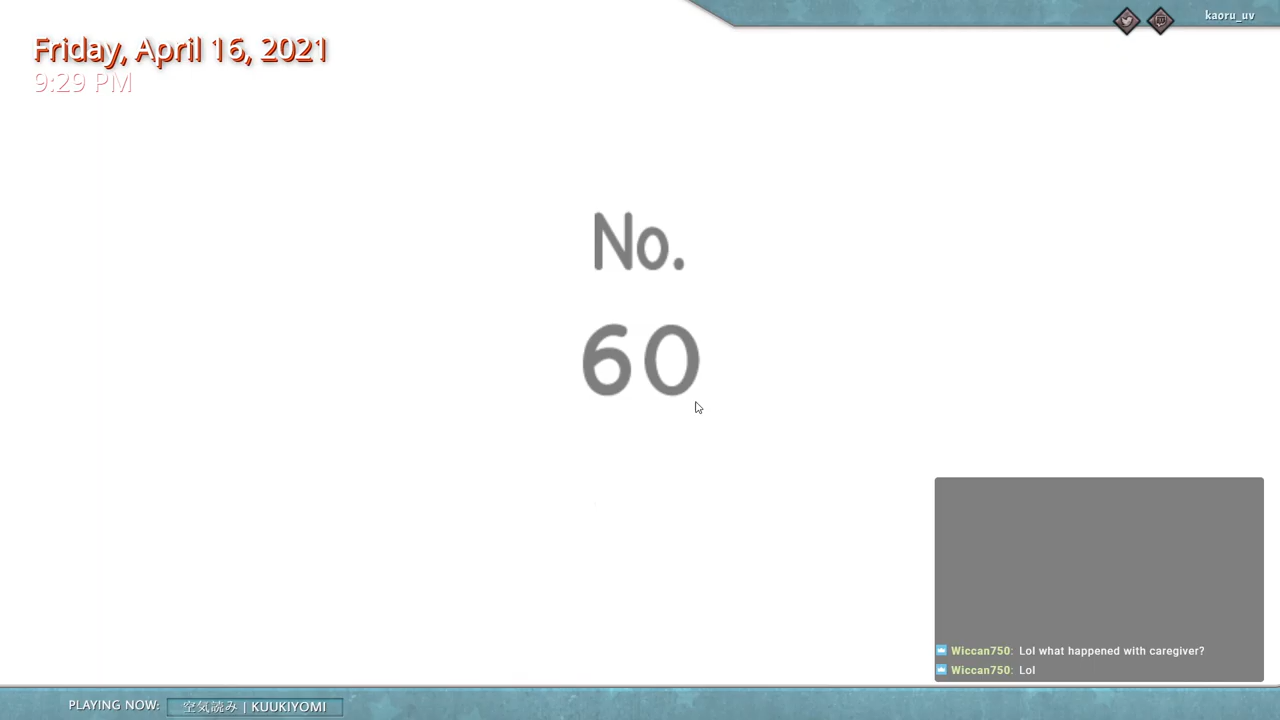 kaoru_uv
Friday, April 16, 2021
9:29 PM
No.
60
Wiccan750: Lol what happened with caregiver?
Wiccan750: Lol
PLAYING NOW: 空気読み | KUUKIYOMI